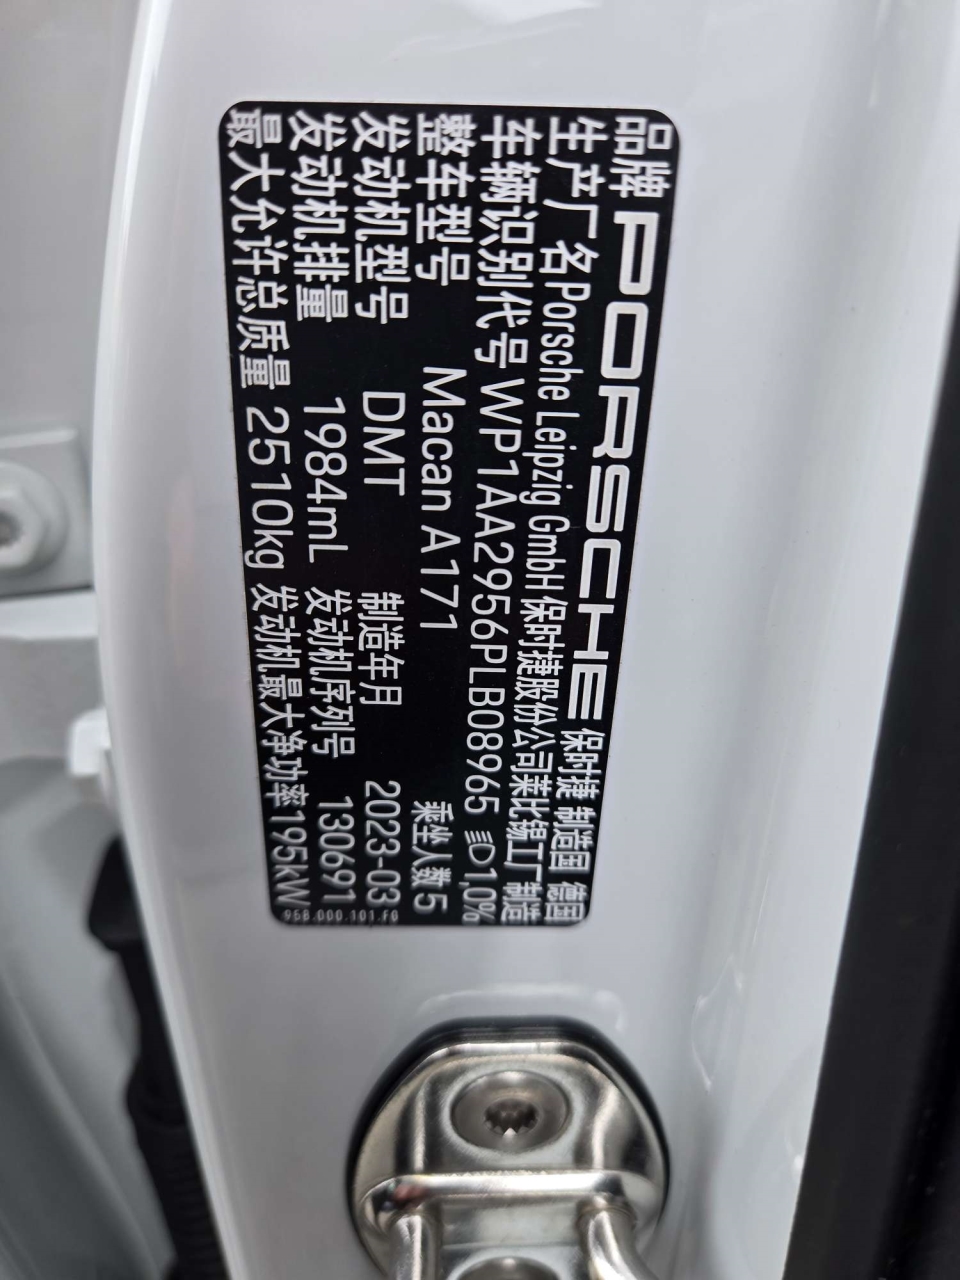 品牌 PORSCHE 保时捷 制造国 德国
生产厂名Porsche Leipzig GmbH 保时捷股份公司莱比锡工厂 制造
车辆识别代号 WP1AA2956PLB08965 1,0%
整车型号 Macan A171 乘坐人数 5
发动机型号 DMT 制造年月 2023-03
发动机排量 1984mL 发动机序列号 130691
最大允许总质量 2510kg 发动机最大净功率195kW
95B.000.101.FG